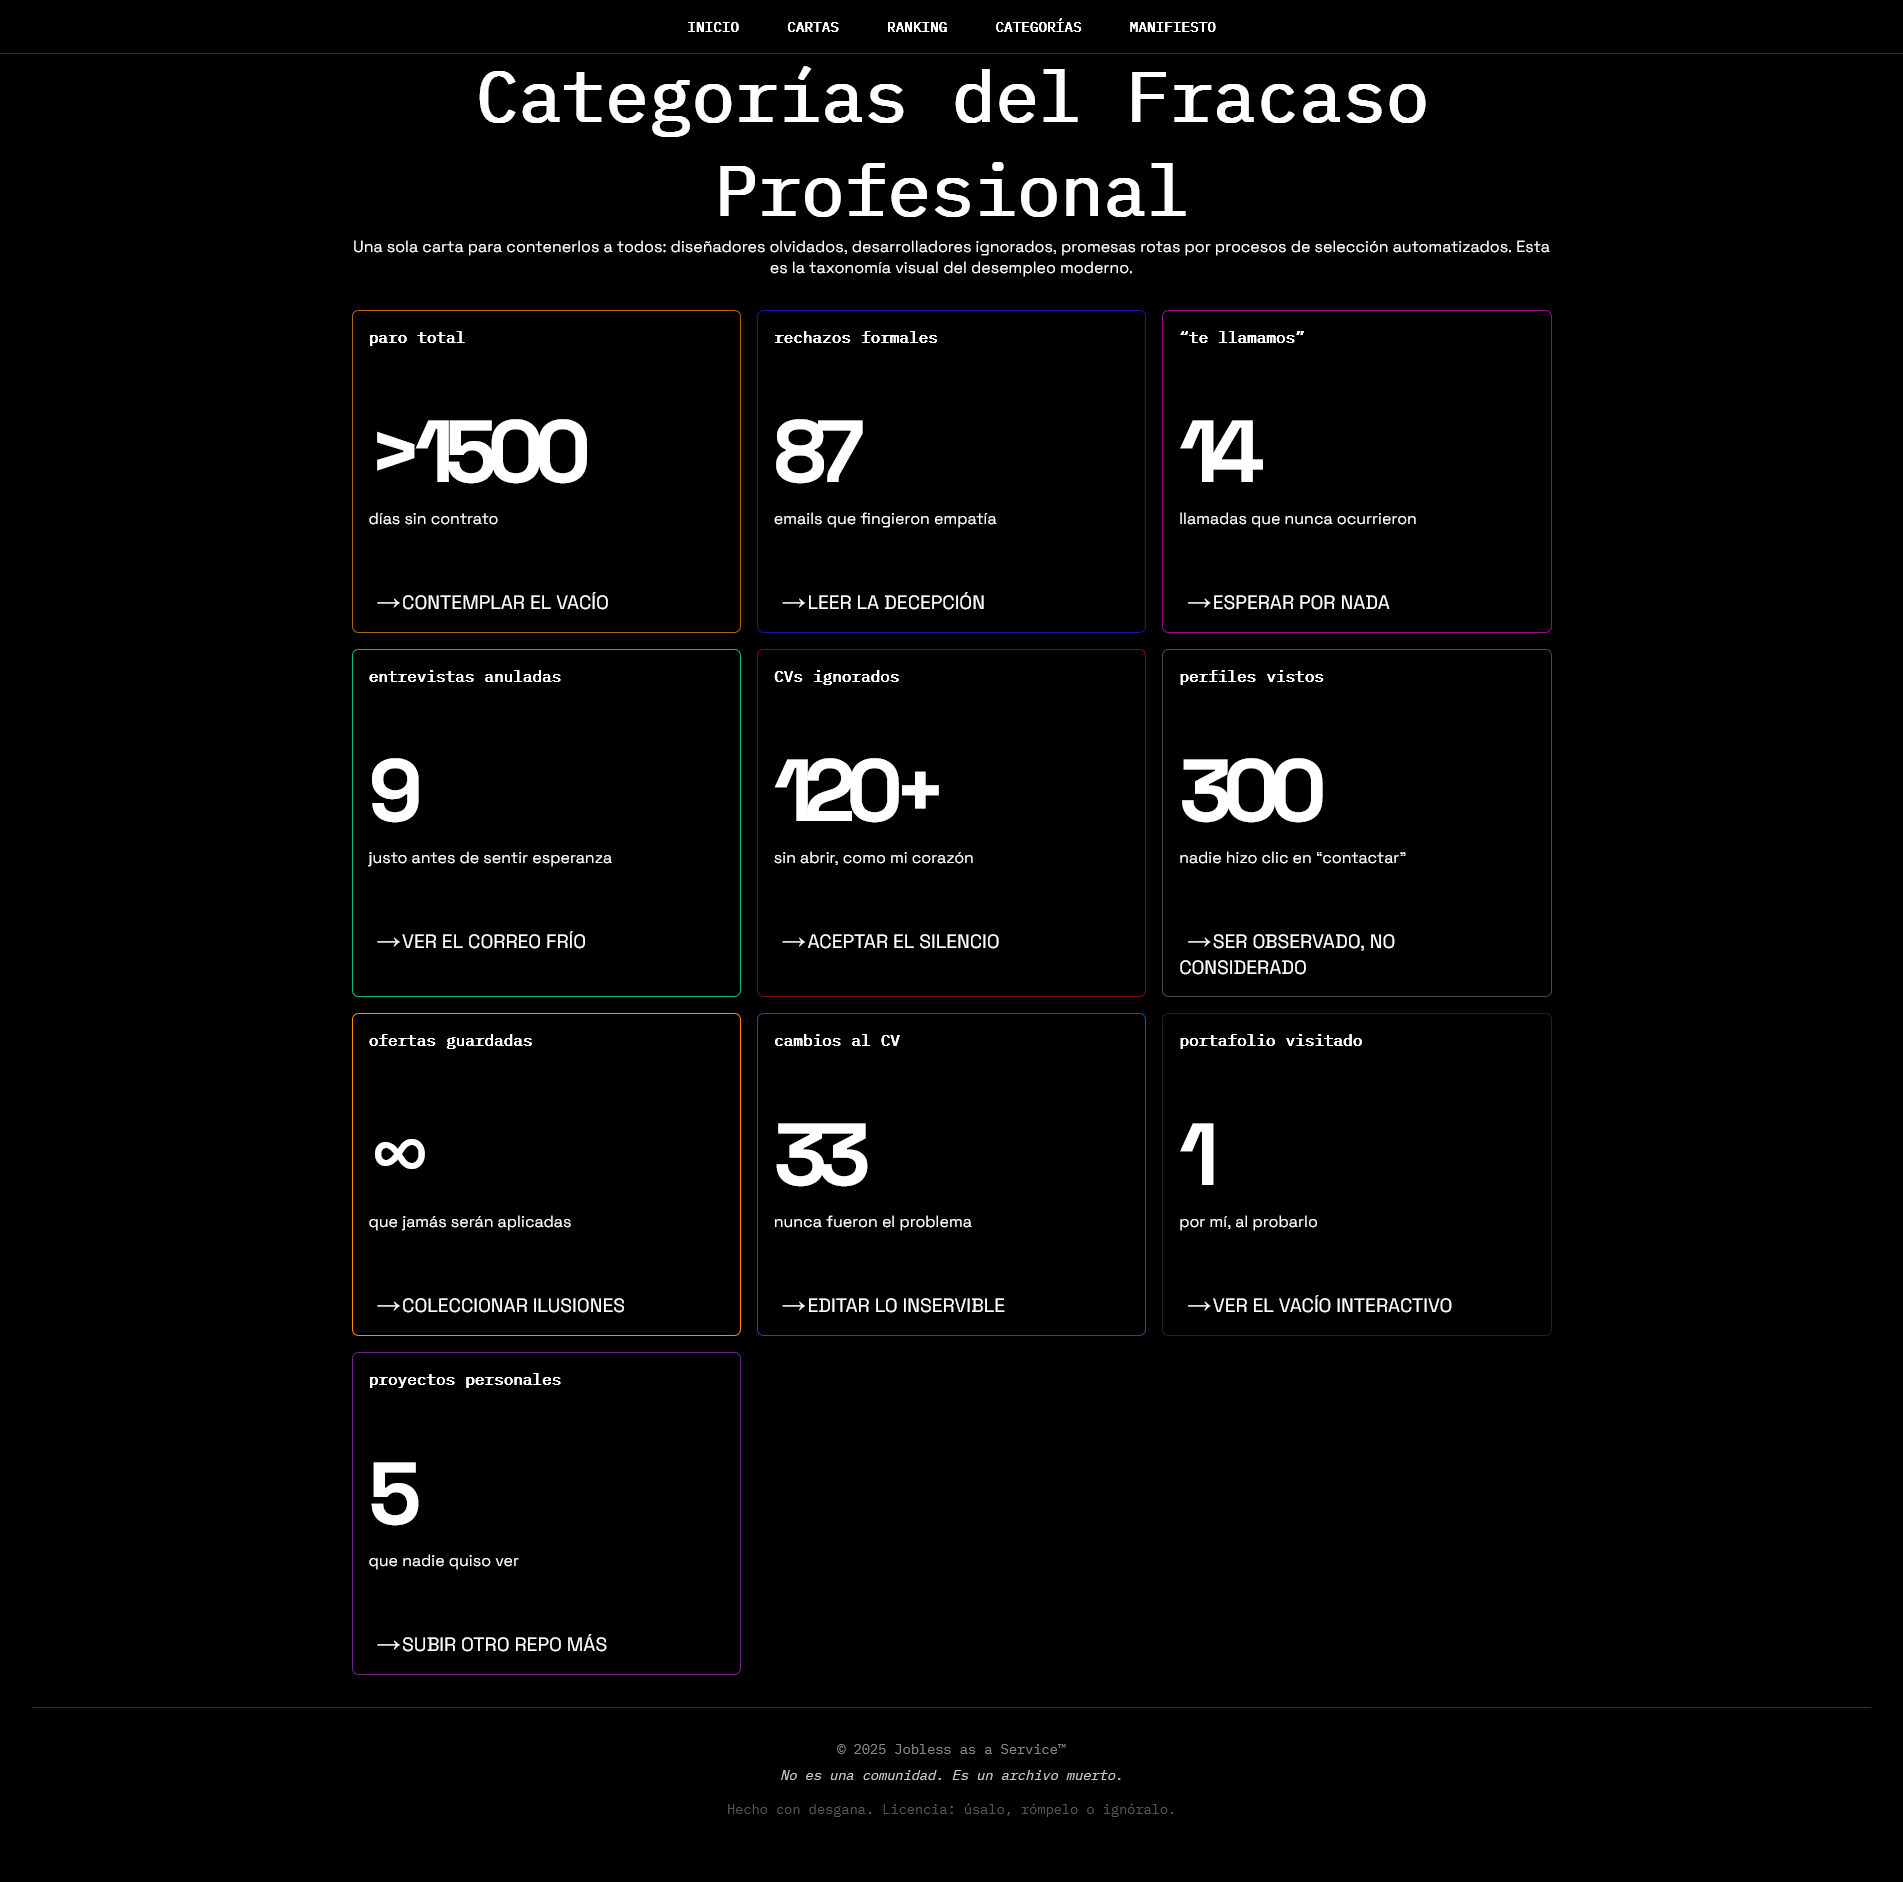 INICIO CARTAS RANKING CATEGORÍAS MANIFIESTO
Categorías del Fracaso
Profesional
Una sola carta para contenerlos a todos: diseñadores olvidados, desarrolladores ignorados, promesas rotas por procesos de selección automatizados. Esta
es la taxonomía visual del desempleo moderno.
paro total
>1500
días sin contrato
→CONTEMPLAR EL VACÍO
rechazos formales
87
emails que fingieron empatía
→LEER LA DECEPCIÓN
“te llamamos”
14
llamadas que nunca ocurrieron
→ESPERAR POR NADA
entrevistas anuladas
9
justo antes de sentir esperanza
→VER EL CORREO FRÍO
CVs ignorados
120+
sin abrir, como mi corazón
→ACEPTAR EL SILENCIO
perfiles vistos
300
nadie hizo clic en “contactar”
→SER OBSERVADO, NO
CONSIDERADO
ofertas guardadas
∞
que jamás serán aplicadas
→COLECCIONAR ILUSIONES
cambios al CV
33
nunca fueron el problema
→EDITAR LO INSERVIBLE
portafolio visitado
1
por mí, al probarlo
→VER EL VACÍO INTERACTIVO
proyectos personales
5
que nadie quiso ver
→SUBIR OTRO REPO MÁS
© 2025 Jobless as a Service™
No es una comunidad. Es un archivo muerto.
Hecho con desgana. Licencia: úsalo, rómpelo o ignóralo.